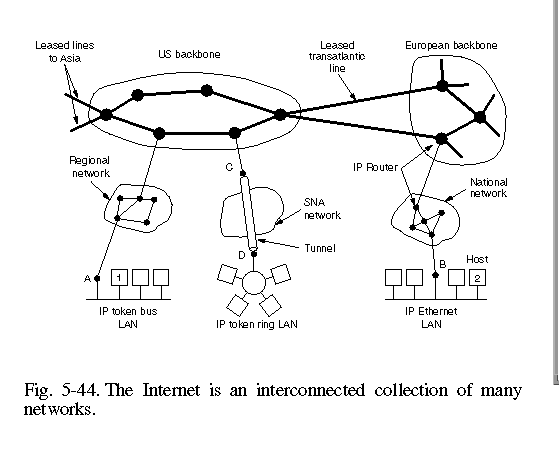 Leased lines
to Asia
US backbone
Leased
transatlantic
line
European backbone
Regional
network
C
IP Router
National
network
SNA
network
Tunnel
D
A
1
B
Host
2
IP token bus
LAN
IP token ring LAN
IP Ethernet
LAN
Fig. 5-44. The Internet is an interconnected collection of many
networks.